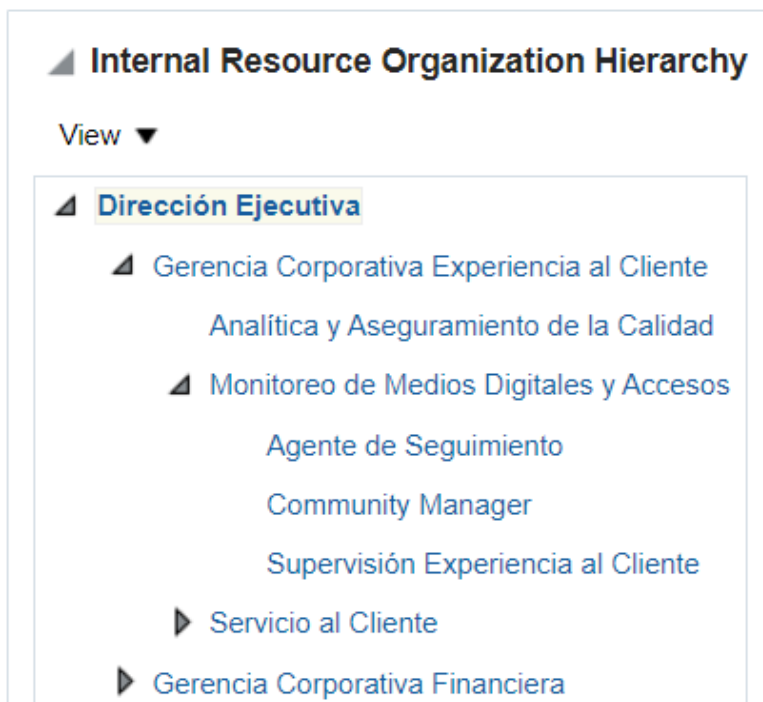 Internal Resource Organization Hierarchy
View
Dirección Ejecutiva
Gerencia Corporativa Experiencia al Cliente
Analítica y Aseguramiento de la Calidad
Monitoreo de Medios Digitales y Accesos
Agente de Seguimiento
Community Manager
Supervisión Experiencia al Cliente
Servicio al Cliente
Gerencia Corporativa Financiera